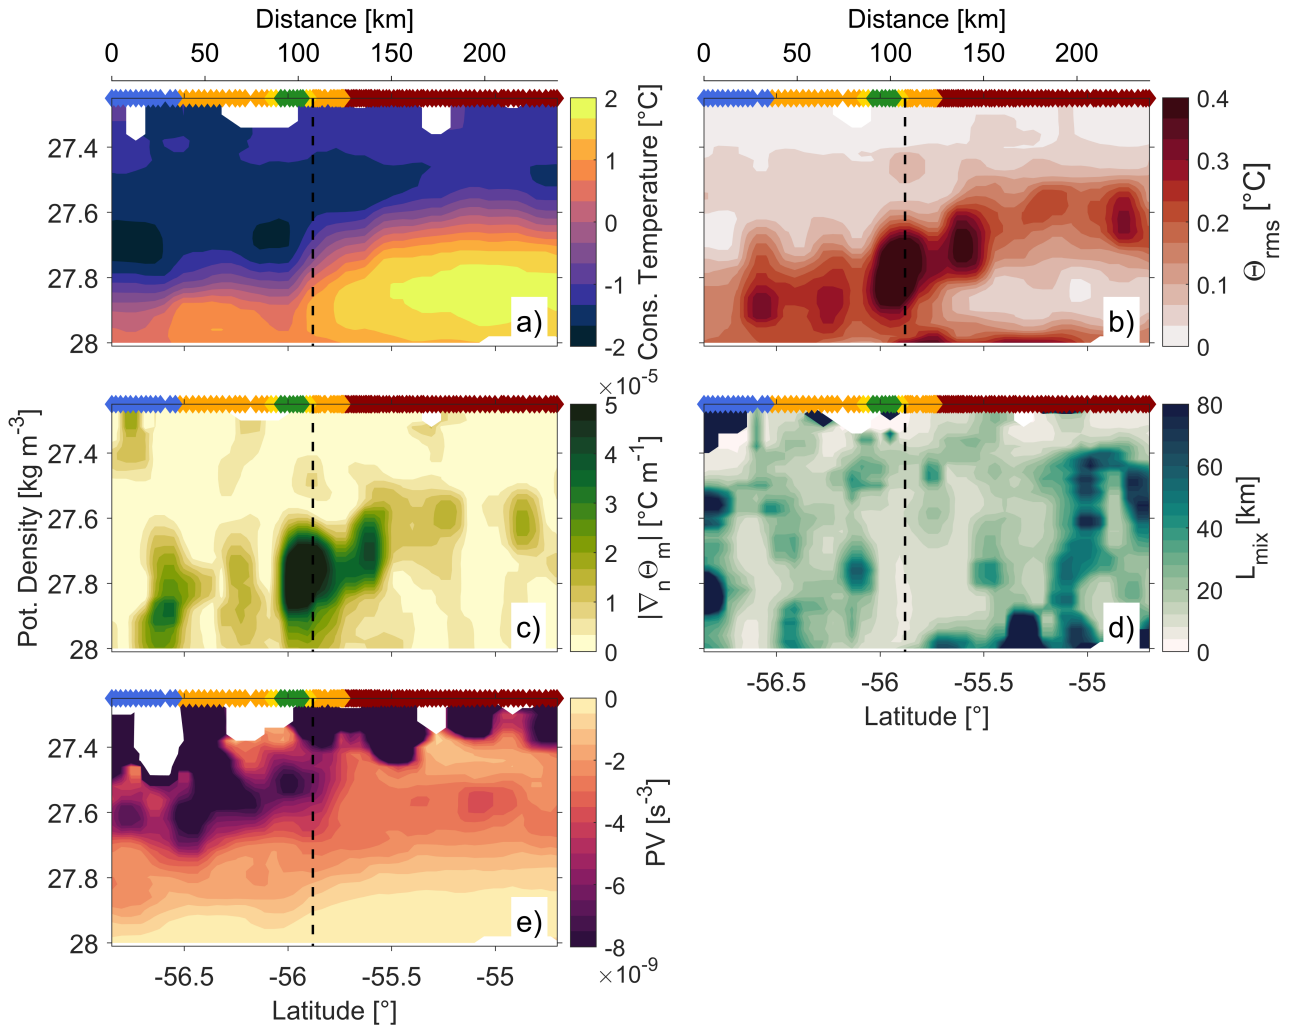 Distance [km]
0 50 100 150 200
Distance [km]
0 50 100 150 200
27.4
27.6
27.8
28
a)
2
1
0
-1
-2
Cons. Temperature [°C]
b)
0.4
0.3
0.2
0.1
0
Θrms [°C]
Pot. Density [kg m-3]
27.4
27.6
27.8
28
c)
×10-5
5
4
3
2
1
0
|∇nΘm| [°C m-1]
d)
80
60
40
20
0
Lmix [km]
-56.5 -56 -55.5 -55
Latitude [°]
27.4
27.6
27.8
28
e)
0
-2
-4
-6
-8
×10-9
PV [s-3]
-56.5 -56 -55.5 -55
Latitude [°]